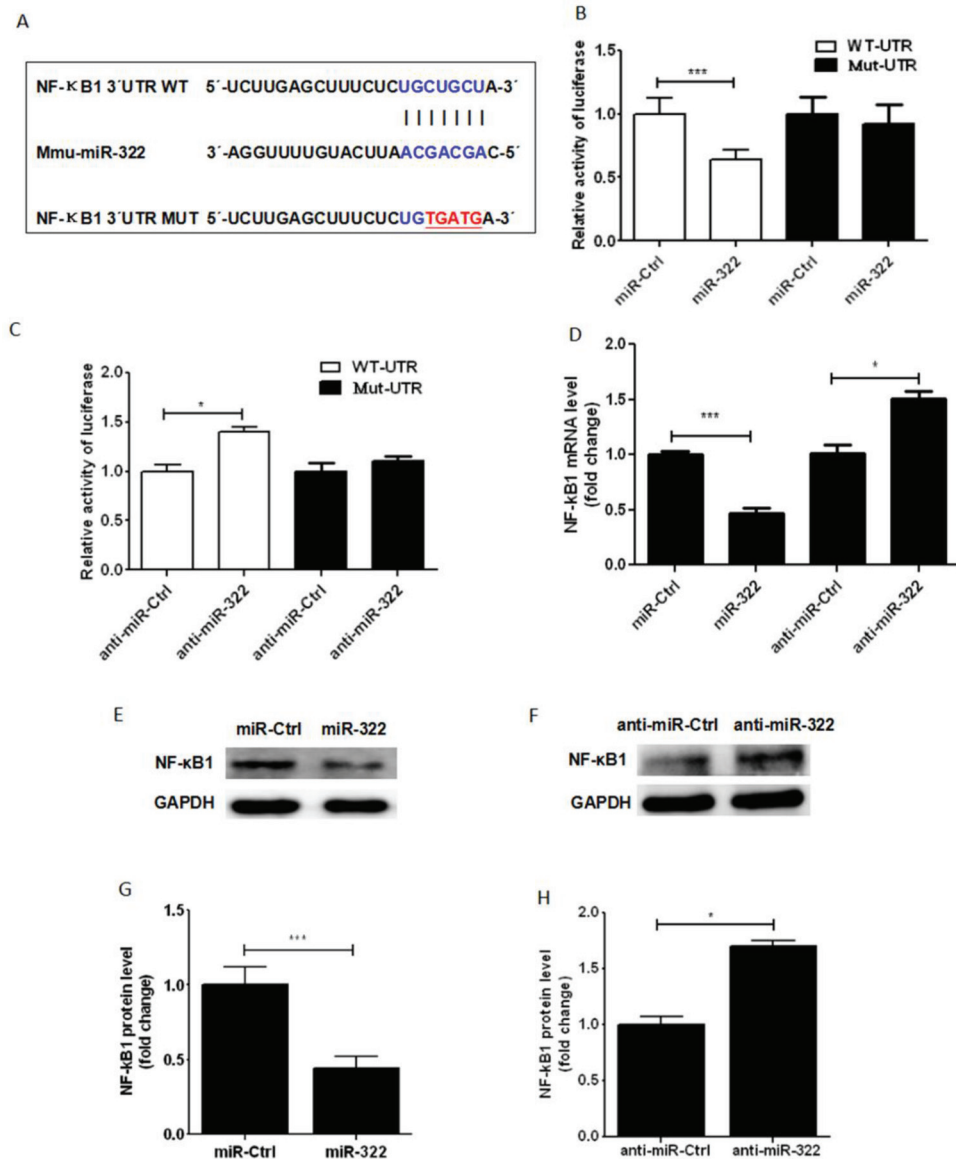 A
NF-κB1 3´UTR WT 5´-UCUUGAGCUUUCUCUGCUGCUA-3´
Mmu-miR-322 3´-AGGUUUUGUACUUAACGACGAC-5´
NF-κB1 3´UTR MUT 5´-UCUUGAGCUUUCUCUGTGATGA-3´
B
WT-UTR
Mut-UTR
***
Relative activity of luciferase
1.5
1.0
0.5
0.0
miR-Ctrl miR-322 miR-Ctrl miR-322
C
WT-UTR
Mut-UTR
*
Relative activity of luciferase
2.0
1.5
1.0
0.5
0.0
anti-miR-Ctrl anti-miR-322 anti-miR-Ctrl anti-miR-322
D
*
***
NF-kB1 mRNA level
(fold change)
2.0
1.5
1.0
0.5
0.0
miR-Ctrl miR-322 anti-miR-Ctrl anti-miR-322
E
miR-Ctrl miR-322
NF-κB1
GAPDH
F
anti-miR-Ctrl anti-miR-322
NF-κB1
GAPDH
G
***
NF-kB1 protein level
(fold change)
1.5
1.0
0.5
0.0
miR-Ctrl miR-322
H
*
NF-kB1 protein level
(fold change)
2.0
1.5
1.0
0.5
0.0
anti-miR-Ctrl anti-miR-322